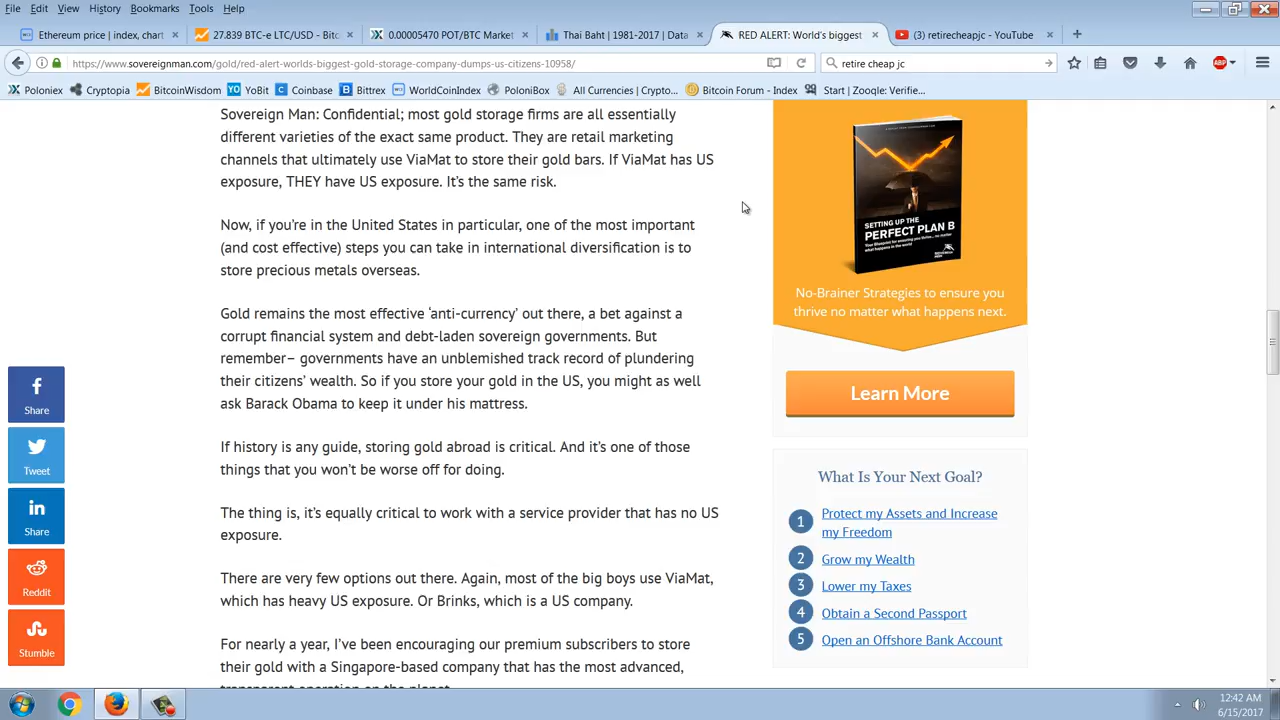 File Edit View History Bookmarks Tools Help
Ethereum price | index, chart
27.839 BTC-e LTC/USD - Bitc
0.00005470 POT/BTC Market
Thai Baht | 1981-2017 | Data
RED ALERT: World's biggest
(3) retirecheapjc - YouTube
https://www.sovereignman.com/gold/red-alert-worlds-biggest-gold-storage-company-dumps-us-citizens-10958/
retire cheap jc
ABP
Poloniex Cryptopia BitcoinWisdom YoBit Coinbase Bittrex WorldCoinIndex PoloniBox All Currencies | Crypto... Bitcoin Forum - Index Start | Zooqle: Verifie...
Sovereign Man: Confidential; most gold storage firms are all essentially
different varieties of the exact same product. They are retail marketing
channels that ultimately use ViaMat to store their gold bars. If ViaMat has US
exposure, THEY have US exposure. It's the same risk.
Now, if you're in the United States in particular, one of the most important
(and cost effective) steps you can take in international diversification is to
store precious metals overseas.
Gold remains the most effective 'anti-currency' out there, a bet against a
corrupt financial system and debt-laden sovereign governments. But
remember– governments have an unblemished track record of plundering
their citizens' wealth. So if you store your gold in the US, you might as well
ask Barack Obama to keep it under his mattress.
If history is any guide, storing gold abroad is critical. And it's one of those
things that you won't be worse off for doing.
The thing is, it's equally critical to work with a service provider that has no US
exposure.
There are very few options out there. Again, most of the big boys use ViaMat,
which has heavy US exposure. Or Brinks, which is a US company.
For nearly a year, I've been encouraging our premium subscribers to store
their gold with a Singapore-based company that has the most advanced,
transparent operation on the planet.
Share
Tweet
Share
Reddit
Stumble
SETTING UP THE
PERFECT PLAN B
No-Brainer Strategies to ensure you
thrive no matter what happens next.
Learn More
What Is Your Next Goal?
1 Protect my Assets and Increase
my Freedom
2 Grow my Wealth
3 Lower my Taxes
4 Obtain a Second Passport
5 Open an Offshore Bank Account
12:42 AM
6/15/2017